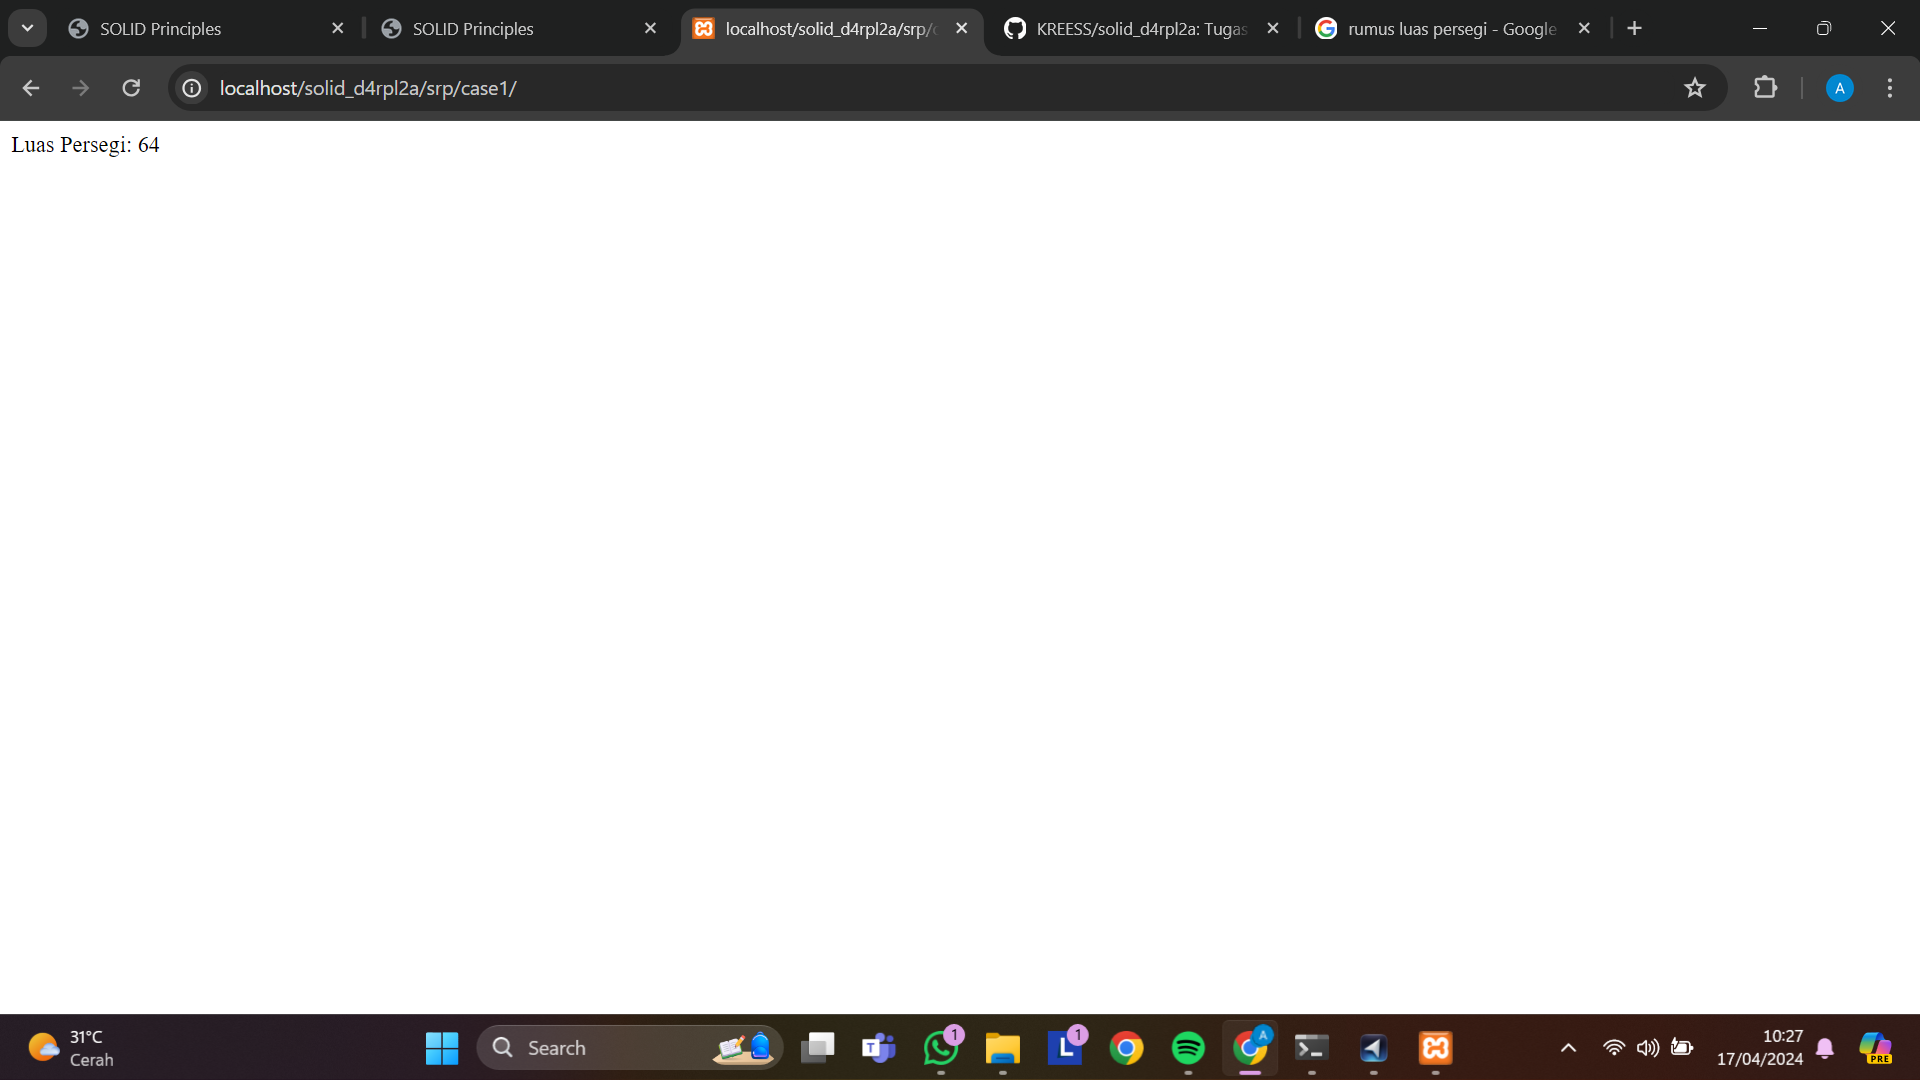 SOLID Principles
SOLID Principles
localhost/solid_d4rpl2a/srp/c
KREESS/solid_d4rpl2a: Tugas
rumus luas persegi - Google
localhost/solid_d4rpl2a/srp/case1/
A
Luas Persegi: 64
31°C
Cerah
Search
T
1
L
1
A
10:27
17/04/2024
PRE